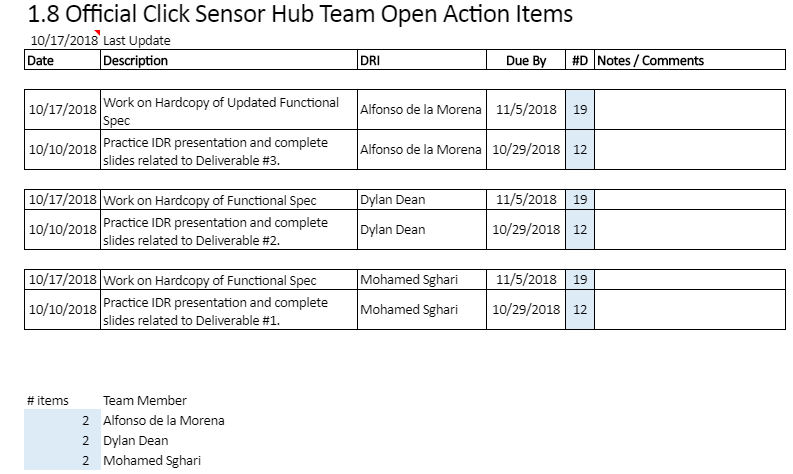 1.8 Official Click Sensor Hub Team Open Action Items
10/17/2018 Last Update
Date Description DRI Due By #D Notes / Comments
10/17/2018 Work on Hardcopy of Updated Functional Spec Alfonso de la Morena 11/5/2018 19
10/10/2018 Practice IDR presentation and complete slides related to Deliverable #3. Alfonso de la Morena 10/29/2018 12
10/17/2018 Work on Hardcopy of Functional Spec Dylan Dean 11/5/2018 19
10/10/2018 Practice IDR presentation and complete slides related to Deliverable #2. Dylan Dean 10/29/2018 12
10/17/2018 Work on Hardcopy of Functional Spec Mohamed Sghari 11/5/2018 19
10/10/2018 Practice IDR presentation and complete slides related to Deliverable #1. Mohamed Sghari 10/29/2018 12
# items Team Member
2 Alfonso de la Morena
2 Dylan Dean
2 Mohamed Sghari